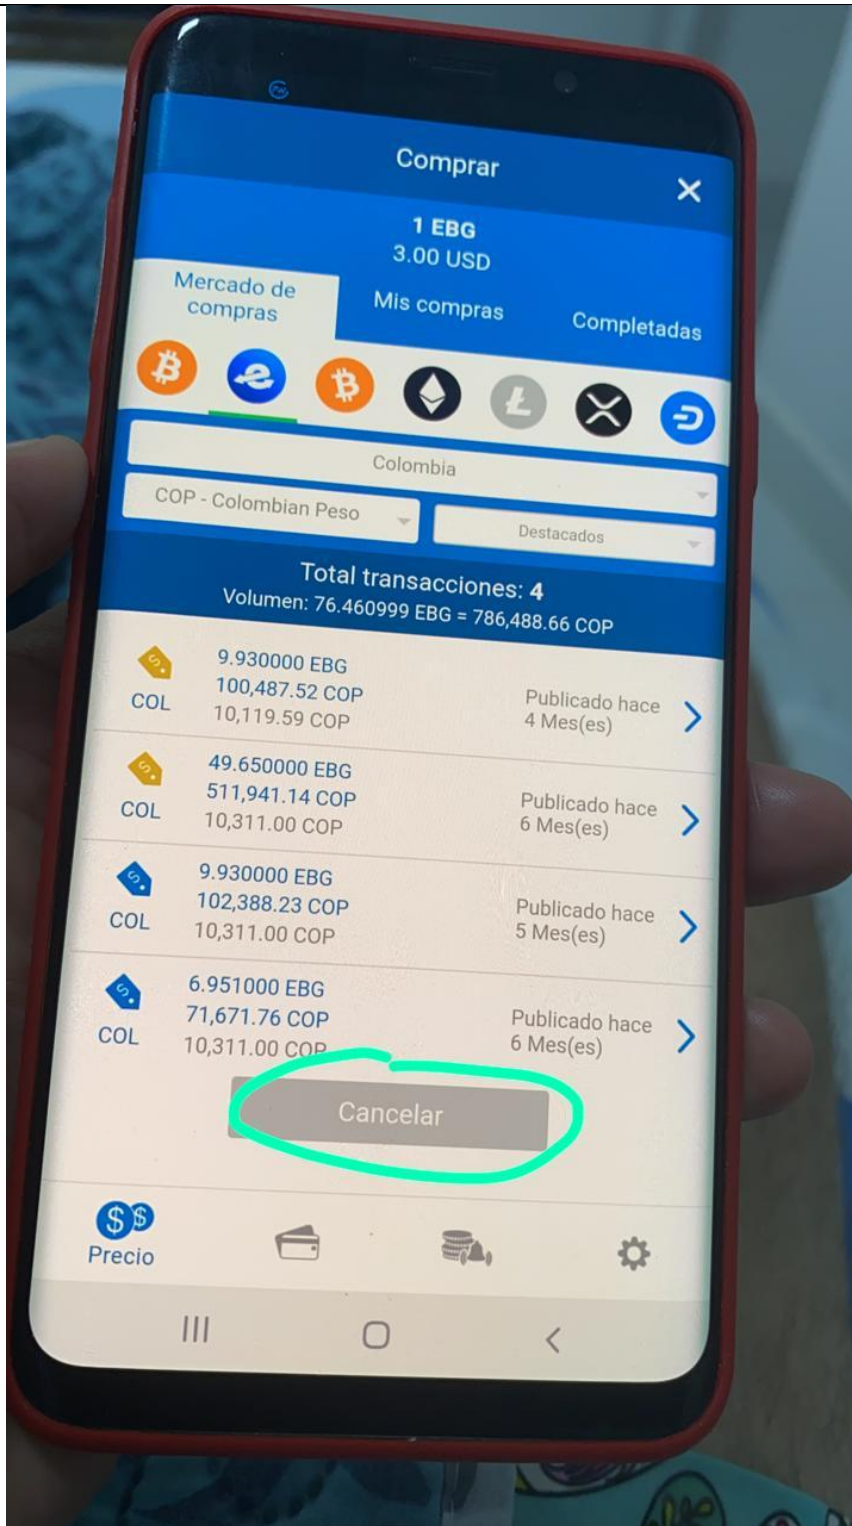 Comprar
1 EBG
3.00 USD
Mercado de
compras
Mis compras
Completadas
Colombia
COP - Colombian Peso
Destacados
Total transacciones: 4
Volumen: 76.460999 EBG = 786,488.66 COP
9.930000 EBG
100,487.52 COP
10,119.59 COP
COL
Publicado hace
4 Mes(es)
49.650000 EBG
511,941.14 COP
10,311.00 COP
COL
Publicado hace
6 Mes(es)
9.930000 EBG
102,388.23 COP
10,311.00 COP
COL
Publicado hace
5 Mes(es)
6.951000 EBG
71,671.76 COP
10,311.00 COP
COL
Publicado hace
6 Mes(es)
Cancelar
Precio